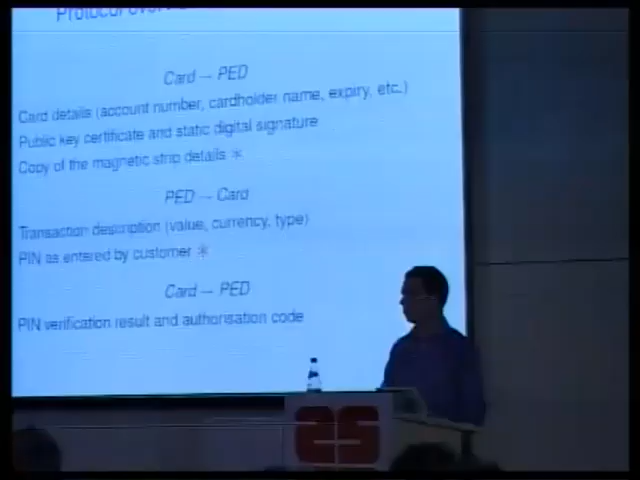 Protocol
Card – PED
Card details (account number, cardholder name, expiry, etc.)
Public key certificate and static digital signature
Copy of the magnetic strip details *
PED – Card
Transaction description (value, currency, type)
PIN as entered by customer *
Card – PED
PIN verification result and authorisation code